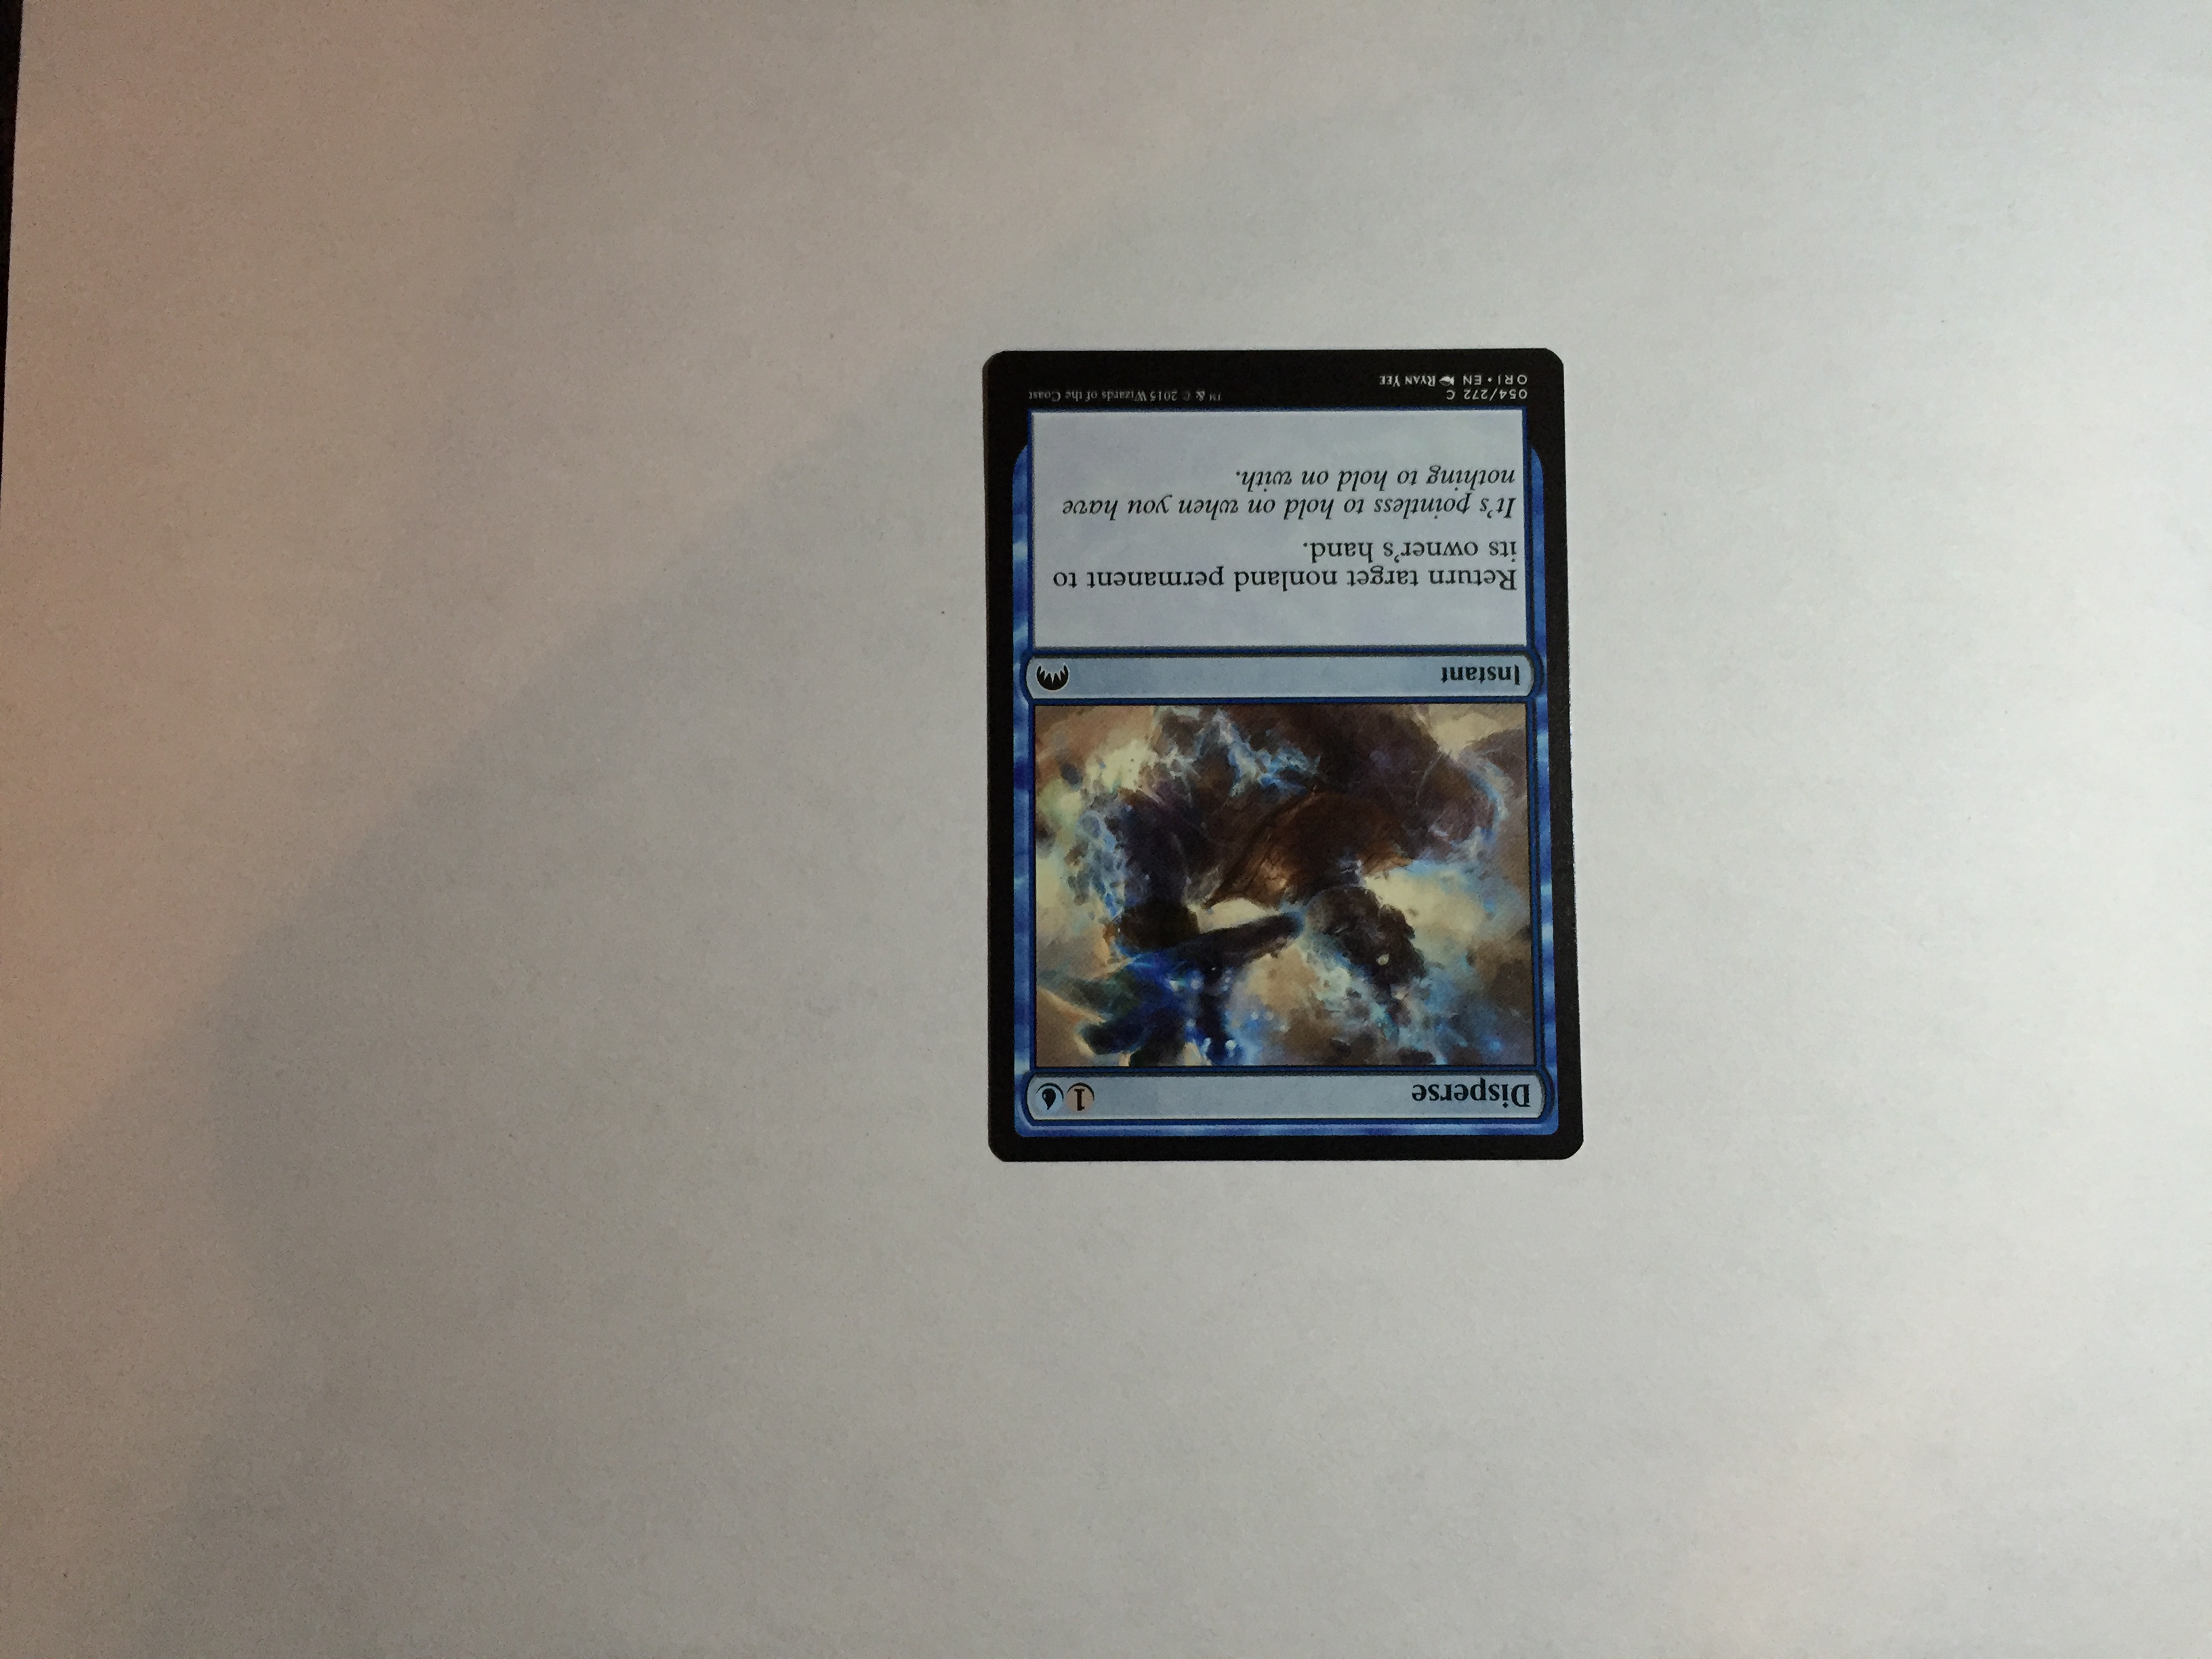 Disperse
1
Instant
Return target nonland permanent to
its owner's hand.
It's pointless to hold on when you have
nothing to hold on with.
054/272 C
ORI • EN RYAN YEE
™ & © 2015 Wizards of the Coast